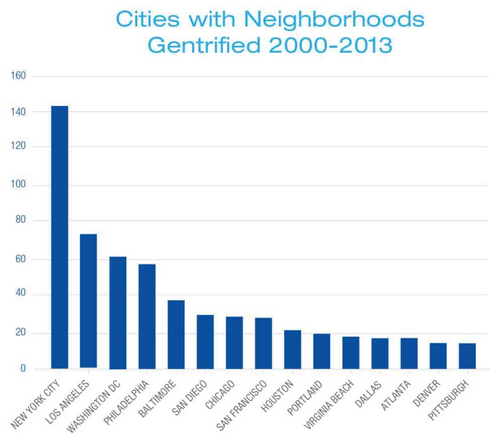 Cities with Neighborhoods
Gentrified 2000-2013
160
140
120
100
80
60
40
20
0
NEW YORK CITY
LOS ANGELES
WASHINGTON DC
PHILADELPHIA
BALTIMORE
SAN DIEGO
CHICAGO
SAN FRANCISCO
HOUSTON
PORTLAND
VIRGINIA BEACH
DALLAS
ATLANTA
DENVER
PITTSBURGH